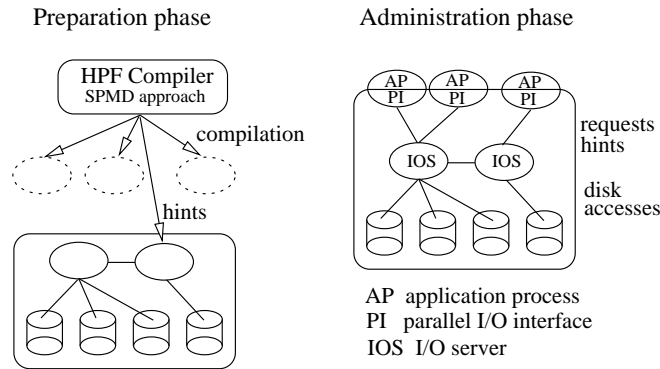 Preparation phase
HPF Compiler
SPMD approach
compilation
hints
Administration phase
AP
PI
AP
PI
AP
PI
IOS
IOS
requests
hints
disk
accesses
AP application process
PI parallel I/O interface
IOS I/O server